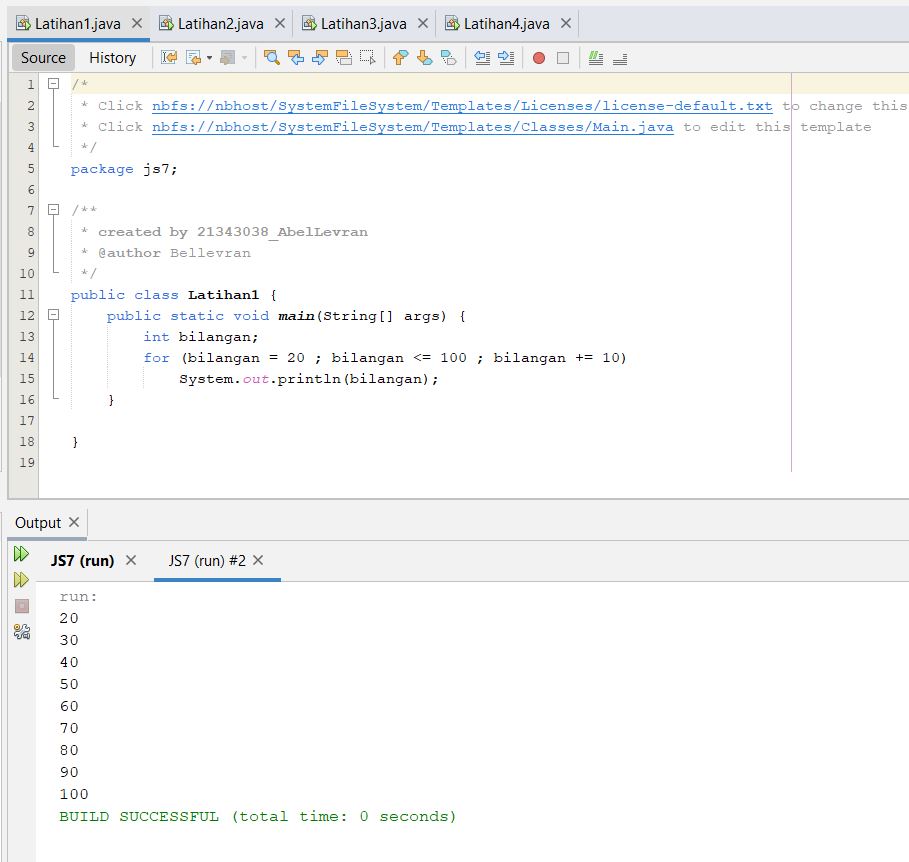 Latihan1.java Latihan2.java Latihan3.java Latihan4.java
Source History
1 /*
2 * Click nbfs://nbhost/SystemFileSystem/Templates/Licenses/license-default.txt to change this
3 * Click nbfs://nbhost/SystemFileSystem/Templates/Classes/Main.java to edit this template
4 */
5 package js7;
6
7 /**
8 * created by 21343038_AbelLevran
9 * @author Bellevran
10 */
11 public class Latihan1 {
12 public static void main(String[] args) {
13 int bilangan;
14 for (bilangan = 20 ; bilangan <= 100 ; bilangan += 10)
15 System.out.println(bilangan);
16 }
17
18 }
19
Output
JS7 (run) JS7 (run) #2
run:
20
30
40
50
60
70
80
90
100
BUILD SUCCESSFUL (total time: 0 seconds)